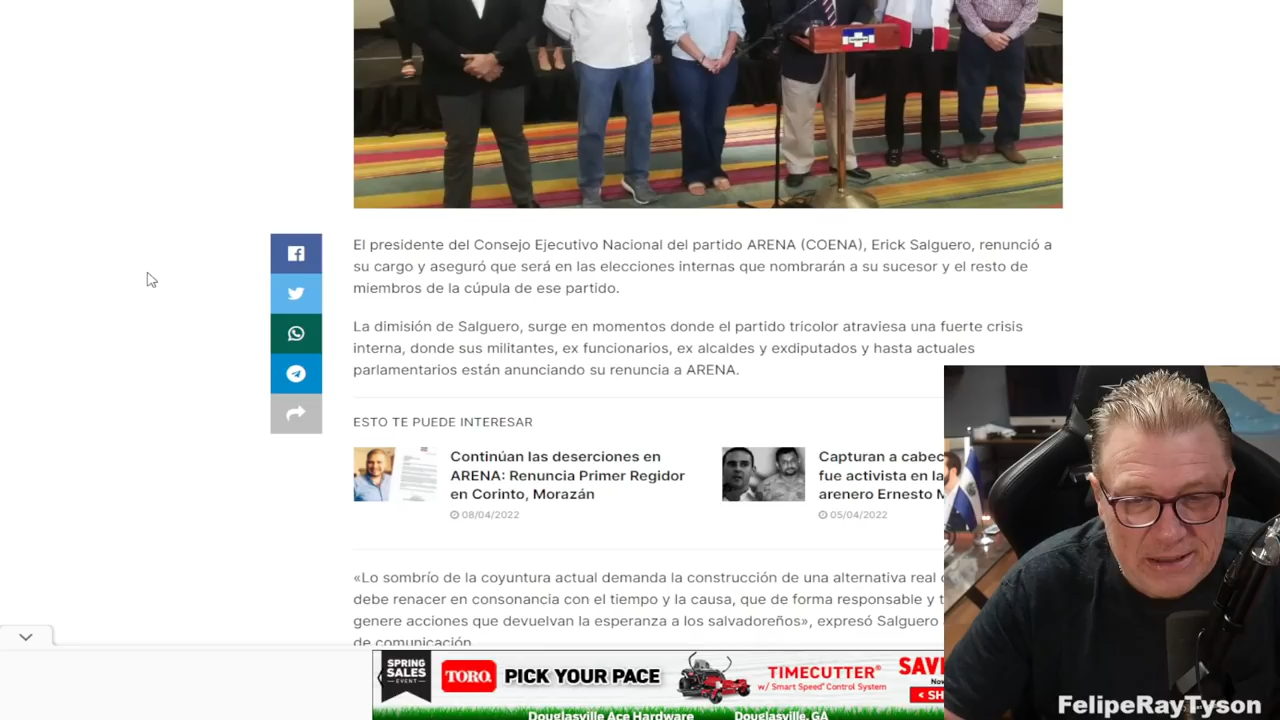 El presidente del Consejo Ejecutivo Nacional del partido ARENA (COENA), Erick Salguero, renunció a
su cargo y aseguró que será en las elecciones internas que nombrarán a su sucesor y el resto de
miembros de la cúpula de ese partido.
La dimisión de Salguero, surge en momentos donde el partido tricolor atraviesa una fuerte crisis
interna, donde sus militantes, ex funcionarios, ex alcaldes y exdiputados y hasta actuales
parlamentarios están anunciando su renuncia a ARENA.
ESTO TE PUEDE INTERESAR
Continúan las deserciones en
ARENA: Renuncia Primer Regidor
en Corinto, Morazán
08/04/2022
Capturan a cabec
fue activista en la
arenero Ernesto M
05/04/2022
«Lo sombrío de la coyuntura actual demanda la construcción de una alternativa real
debe renacer en consonancia con el tiempo y la causa, que de forma responsable y
genere acciones que devuelvan la esperanza a los salvadoreños», expresó Salguero
de comunicación
SPRING
SALES
EVENT
TORO
PICK YOUR PACE
TIMECUTTER®
w/ Smart Speed® Control System
SAV
Now
< SH
Douglasville Ace Hardware
Douglasville, GA
FelipeRayTyson